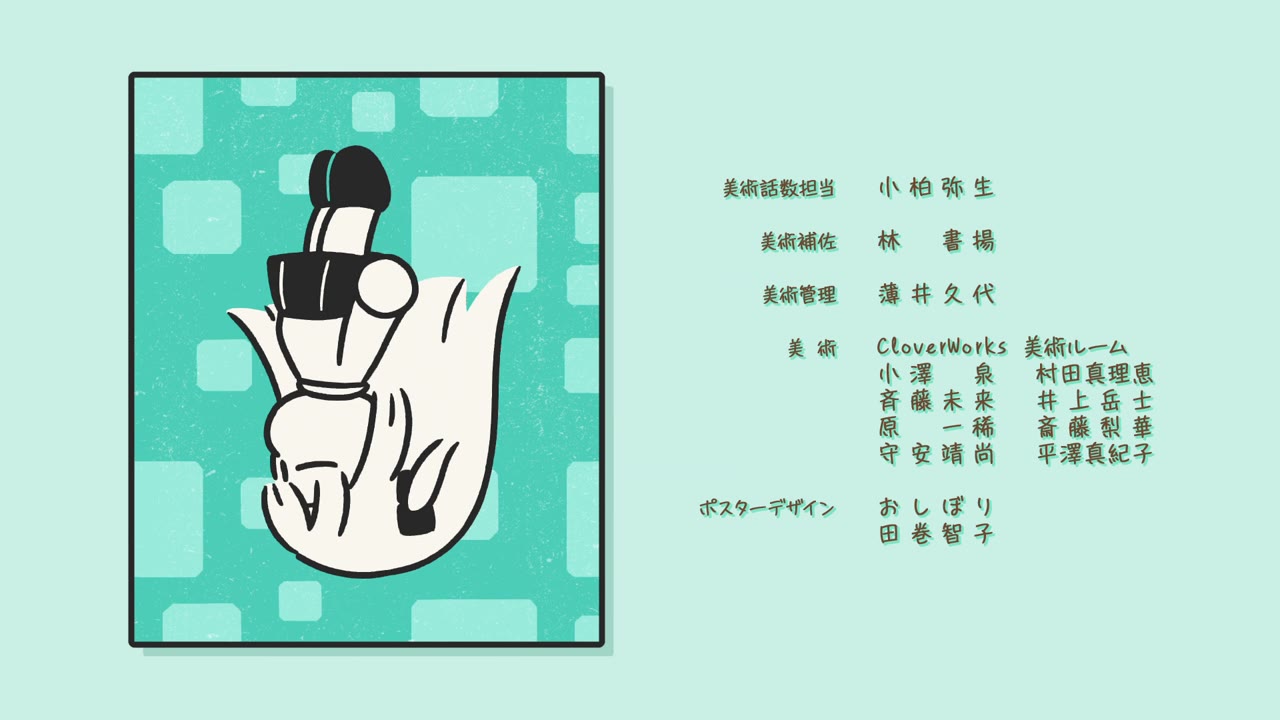 美術話数担当 小柏弥生
美術補佐 林 書揚
美術管理 薄井久代
美術 CloverWorks 美術ルーム
小澤 泉 村田真理恵
斉藤未来 井上岳士
原 一稀 斎藤梨華
守安靖尚 平澤真紀子
ポスターデザイン おしぼり
田巻智子